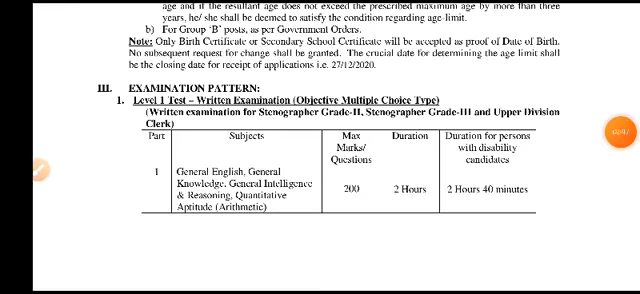 age and if the resultant age does not exceed the prescribed maximum age by more than three
years, he/ she shall be deemed to satisfy the condition regarding age-limit.
b) For Group 'B' posts, as per Government Orders.
Note: Only Birth Certificate or Secondary School Certificate will be accepted as proof of Date of Birth.
No subsequent request for change shall be granted. The crucial date for determining the age limit shall
be the closing date for receipt of applications i.e. 27/12/2020.
III. EXAMINATION PATTERN:
1. Level 1 Test – Written Examination (Objective Multiple Choice Type)
(Written examination for Stenographer Grade-II, Stenographer Grade-III and Upper Division
Clerk)
Part Subjects Max Marks/ Questions Duration Duration for persons with disability candidates
1 General English, General Knowledge, General Intelligence & Reasoning, Quantitative Aptitude (Arithmetic) 200 2 Hours 2 Hours 40 minutes